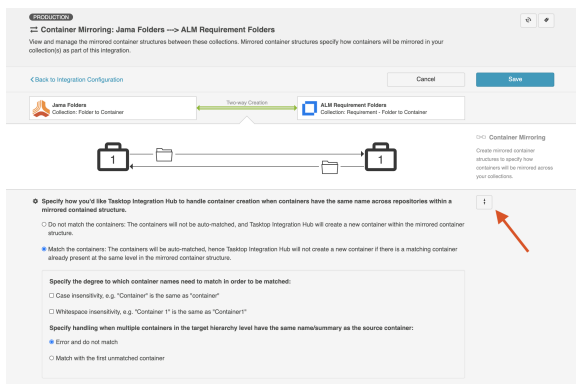 PRODUCTION
Container Mirroring: Jama Folders ---> ALM Requirement Folders
View and manage the mirrored container structures between these collections. Mirrored container structures specify how containers will be mirrored in your
collection(s) as part of this integration.
Back to Integration Configuration
Cancel
Save
Jama Folders
Collection: Folder to Container
Two-way Creation
ALM Requirement Folders
Collection: Requirement - Folder to Container
1
1
Container Mirroring
Create mirrored container
structures to specify how
containers will be mirrored across
your collections.
Specify how you'd like Tasktop Integration Hub to handle container creation when containers have the same name across repositories within a
mirrored contained structure.
Do not match the containers: The containers will not be auto-matched, and Tasktop Integration Hub will create a new container within the mirrored container
structure.
Match the containers: The containers will be auto-matched, hence Tasktop Integration Hub will not create a new container if there is a matching container
already present at the same level in the mirrored container structure.
Specify the degree to which container names need to match in order to be matched:
Case insensitivity, e.g. "Container" is the same as "container"
Whitespace insensitivity, e.g. "Container 1" is the same as "Container1"
Specify handling when multiple containers in the target hierarchy level have the same name/summary as the source container:
Error and do not match
Match with the first unmatched container